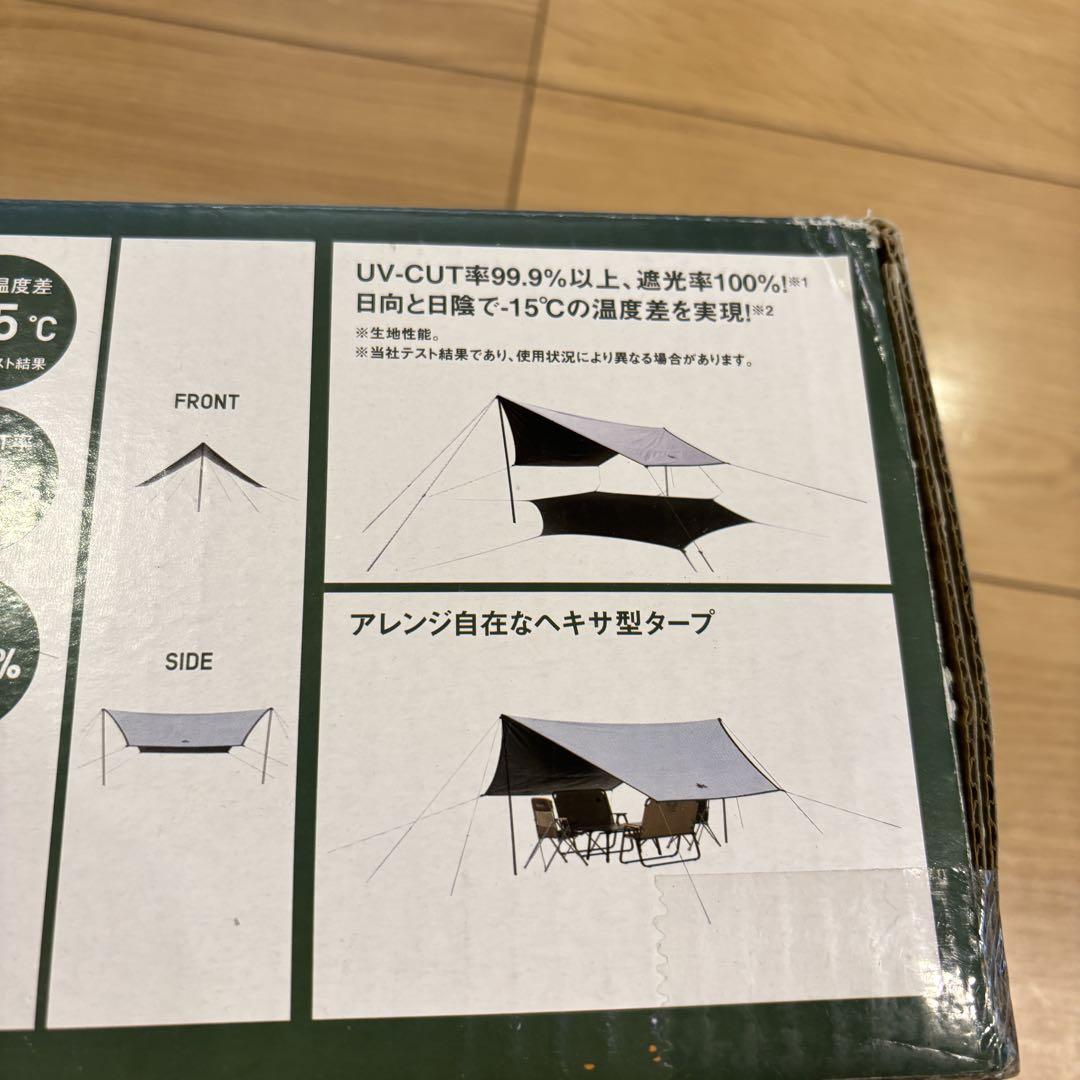 温度差
5℃
スト結果
率
%
FRONT
SIDE
UV-CUT率99.9%以上、遮光率100%!※1
日向と日陰で-15℃の温度差を実現!※2
※生地性能。
※当社テスト結果であり、使用状況により異なる場合があります。
アレンジ自在なヘキサ型タープ